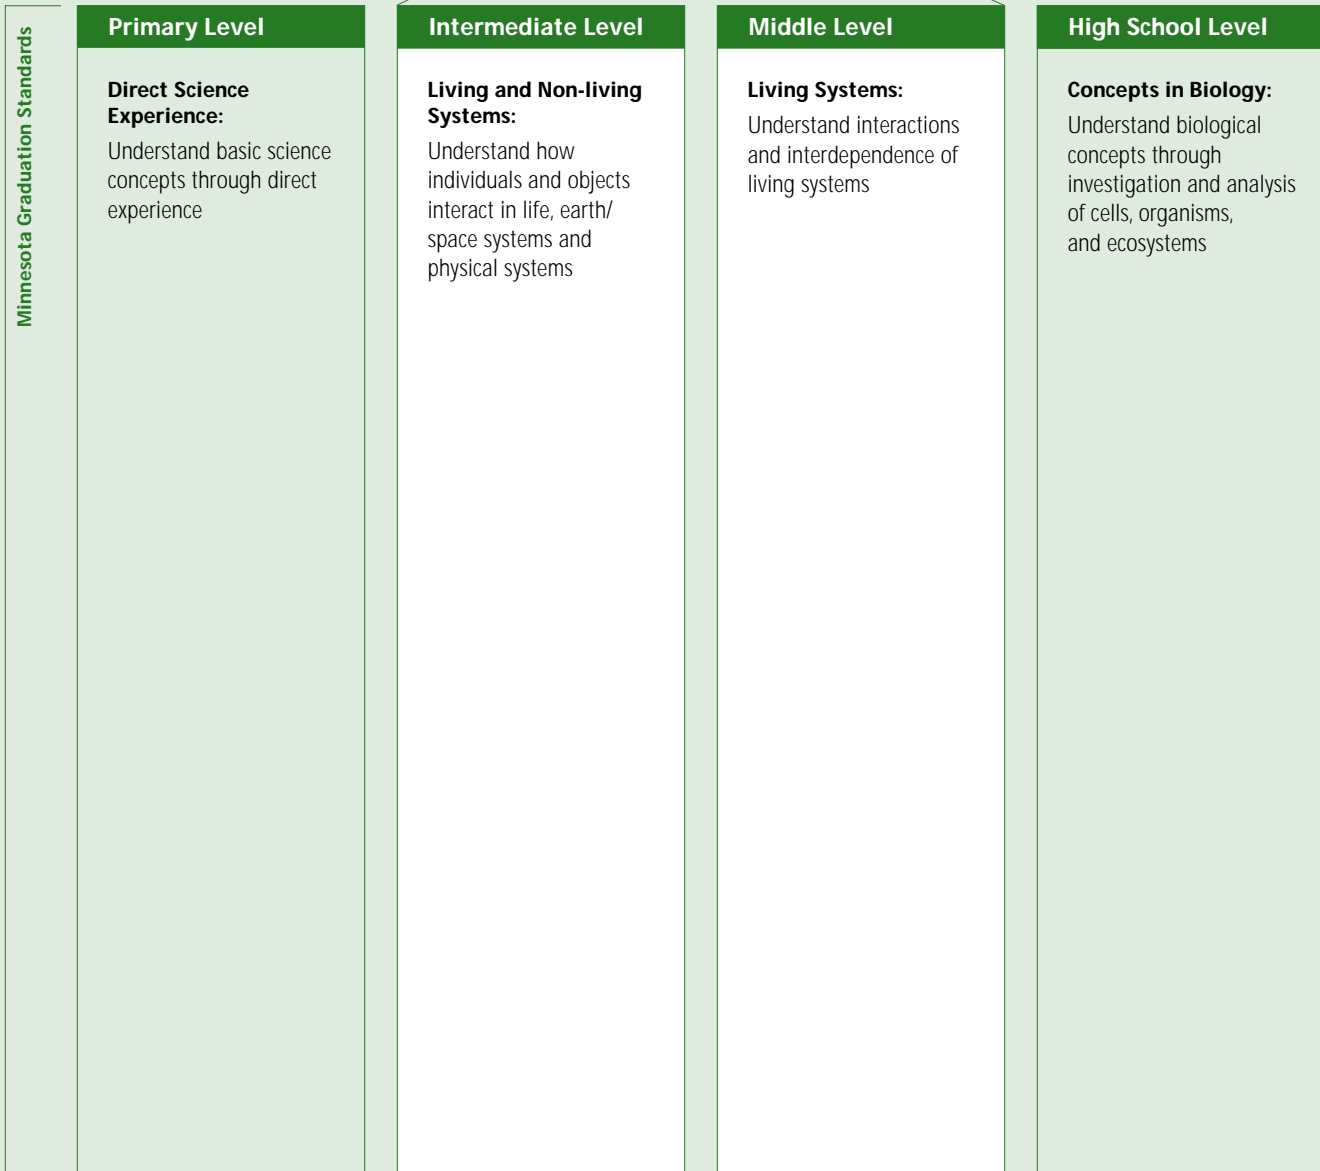 Minnesota Graduation Standards
Primary Level
Direct Science
Experience:
Understand basic science
concepts through direct
experience
Intermediate Level
Living and Non-living
Systems:
Understand how
individuals and objects
interact in life, earth/
space systems and
physical systems
Middle Level
Living Systems:
Understand interactions
and interdependence of
living systems
High School Level
Concepts in Biology:
Understand biological
concepts through
investigation and analysis
of cells, organisms,
and ecosystems